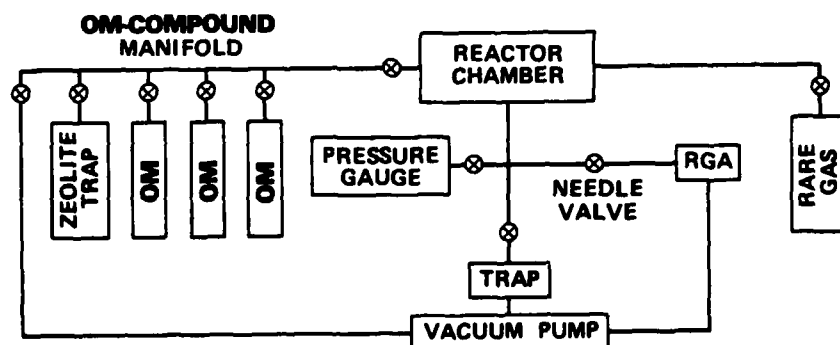 OM-COMPOUND
MANIFOLD
REACTOR
CHAMBER
ZEOLITE
TRAP
OM
OM
OM
PRESSURE
GAUGE
NEEDLE
VALVE
RGA
RARE
GAS
TRAP
VACUUM PUMP